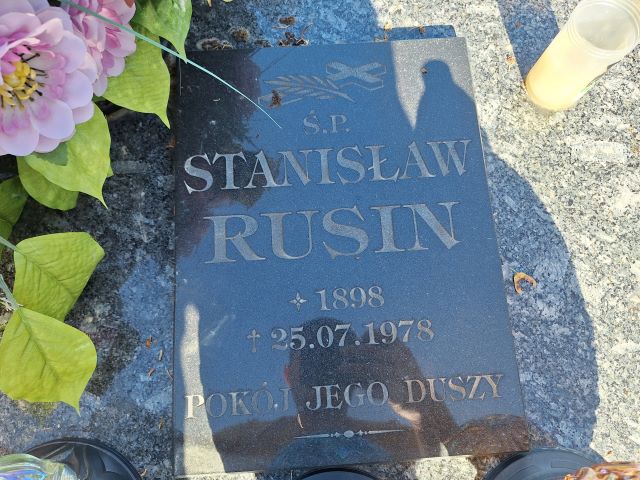 Ś.P.
STANISŁAW
RUSIN
1898
† 25.07.1978
POKÓJ JEGO DUSZY